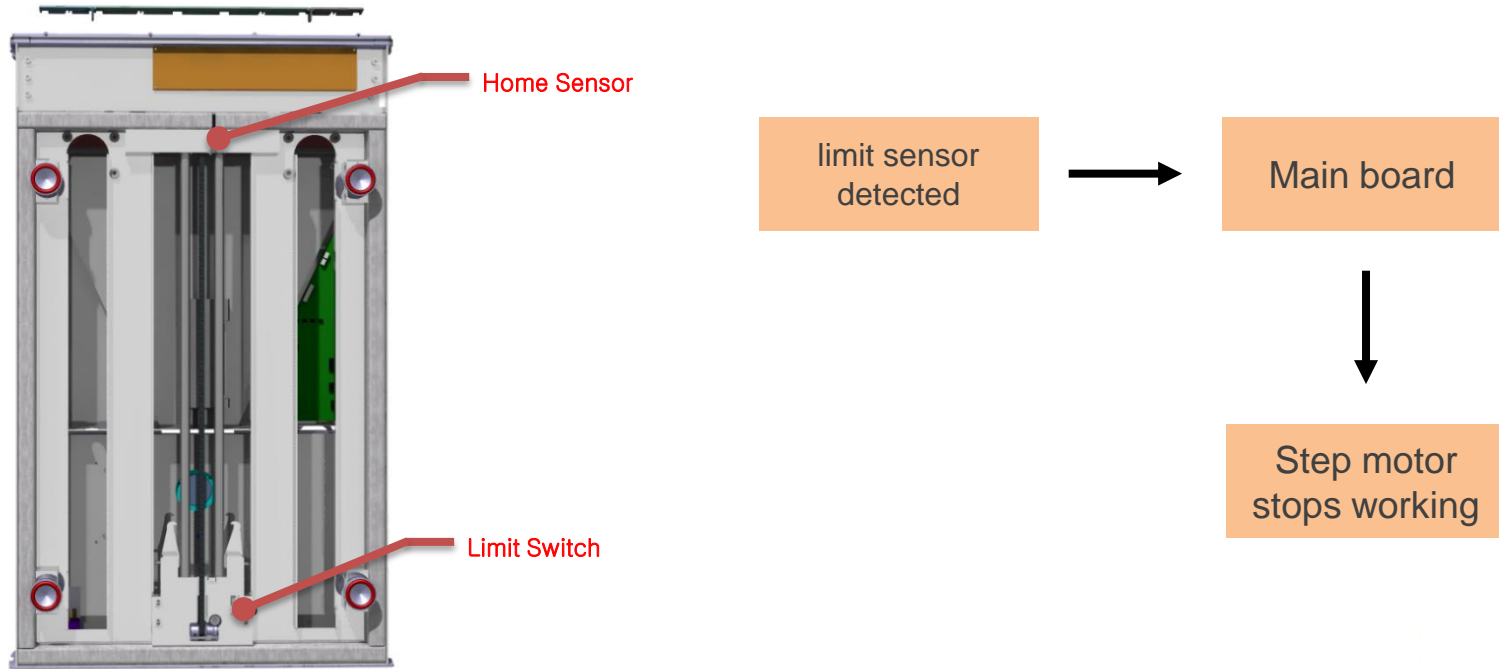 Home Sensor
limit sensor
detected
Main board
Step motor
stops working
Limit Switch